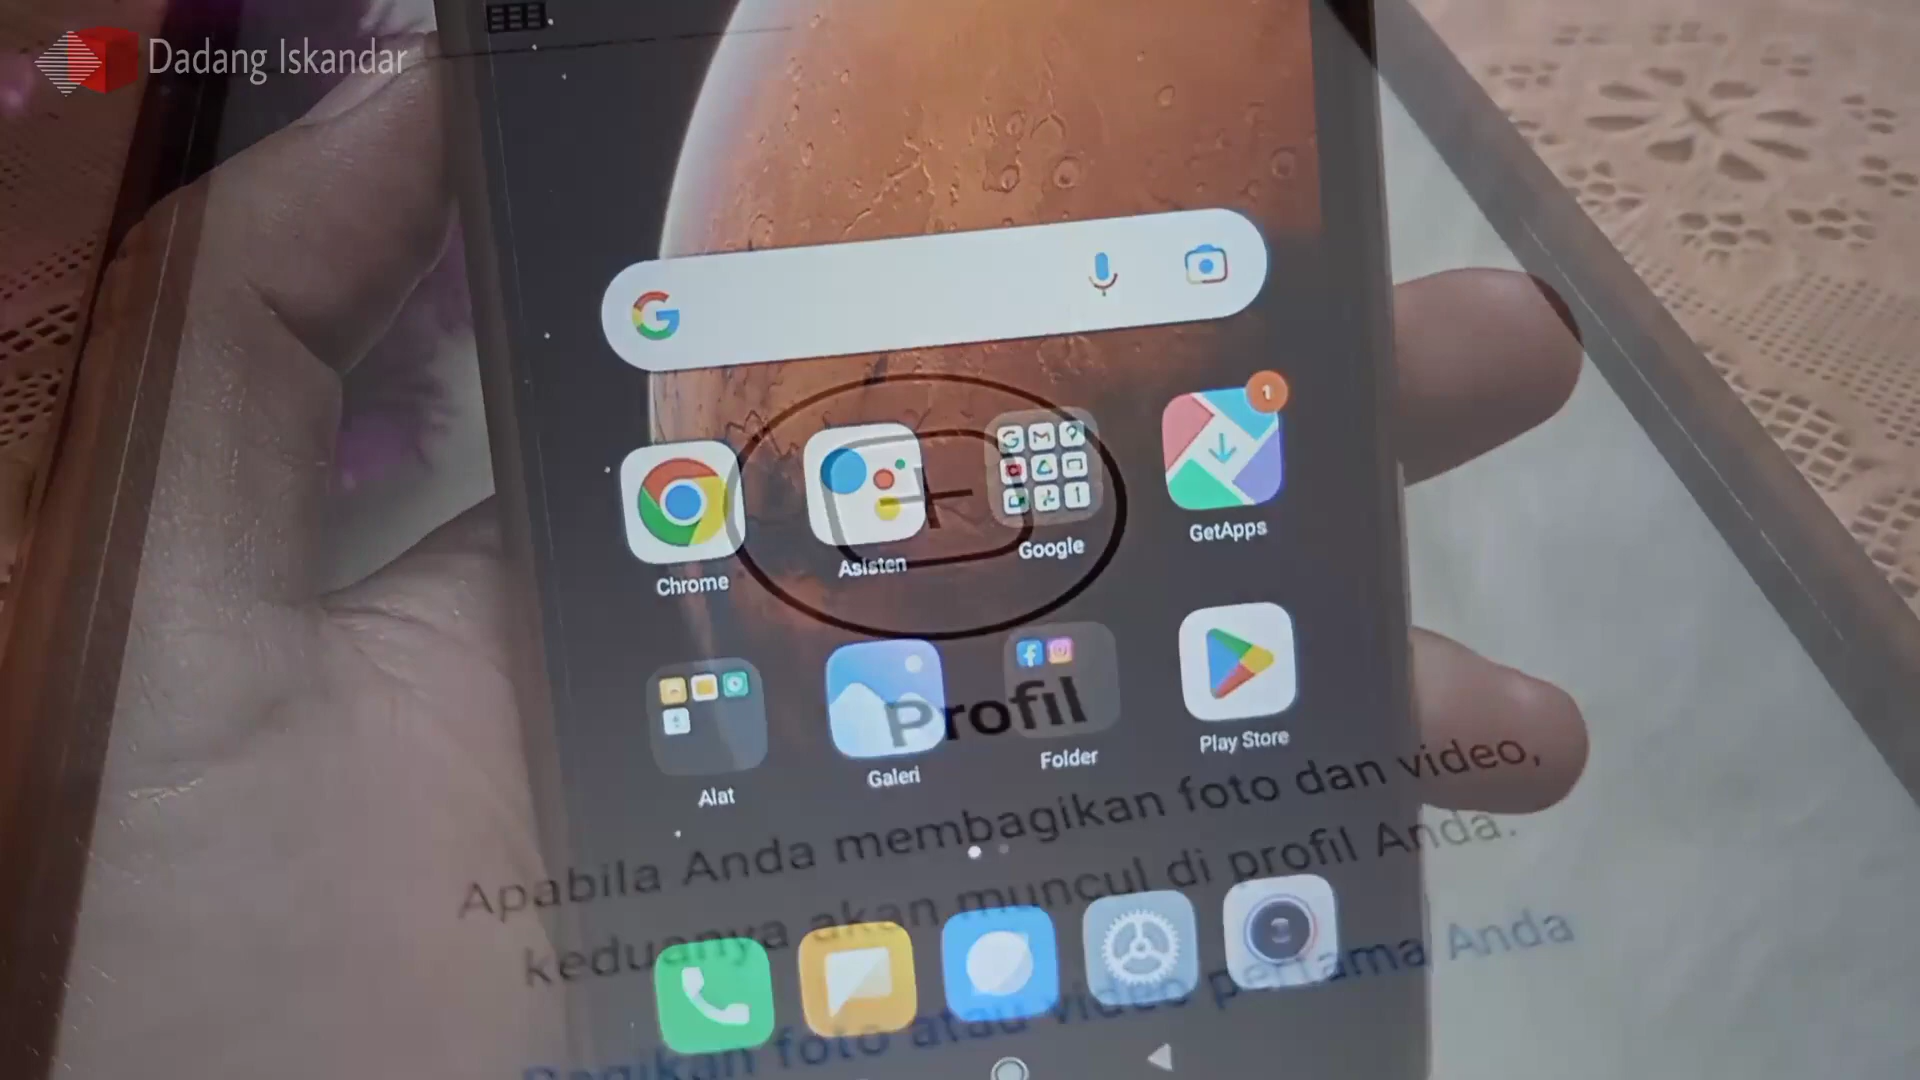 Dadang Iskandar
Chrome
Asisten
Google
GetApps
1
Alat
Galeri
Folder
Play Store
Profil
Apabila Anda membagikan foto dan video,
keduanya akan muncul di profil Anda.
Bagikan foto atau video pertama Anda